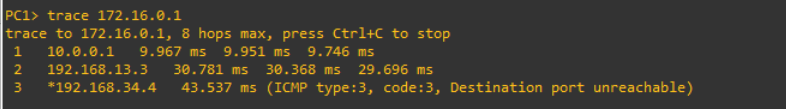 PC1> trace 172.16.0.1
trace to 172.16.0.1, 8 hops max, press Ctrl+C to stop
1 10.0.0.1 9.967 ms 9.951 ms 9.746 ms
2 192.168.13.3 30.781 ms 30.368 ms 29.696 ms
3 *192.168.34.4 43.537 ms (ICMP type:3, code:3, Destination port unreachable)